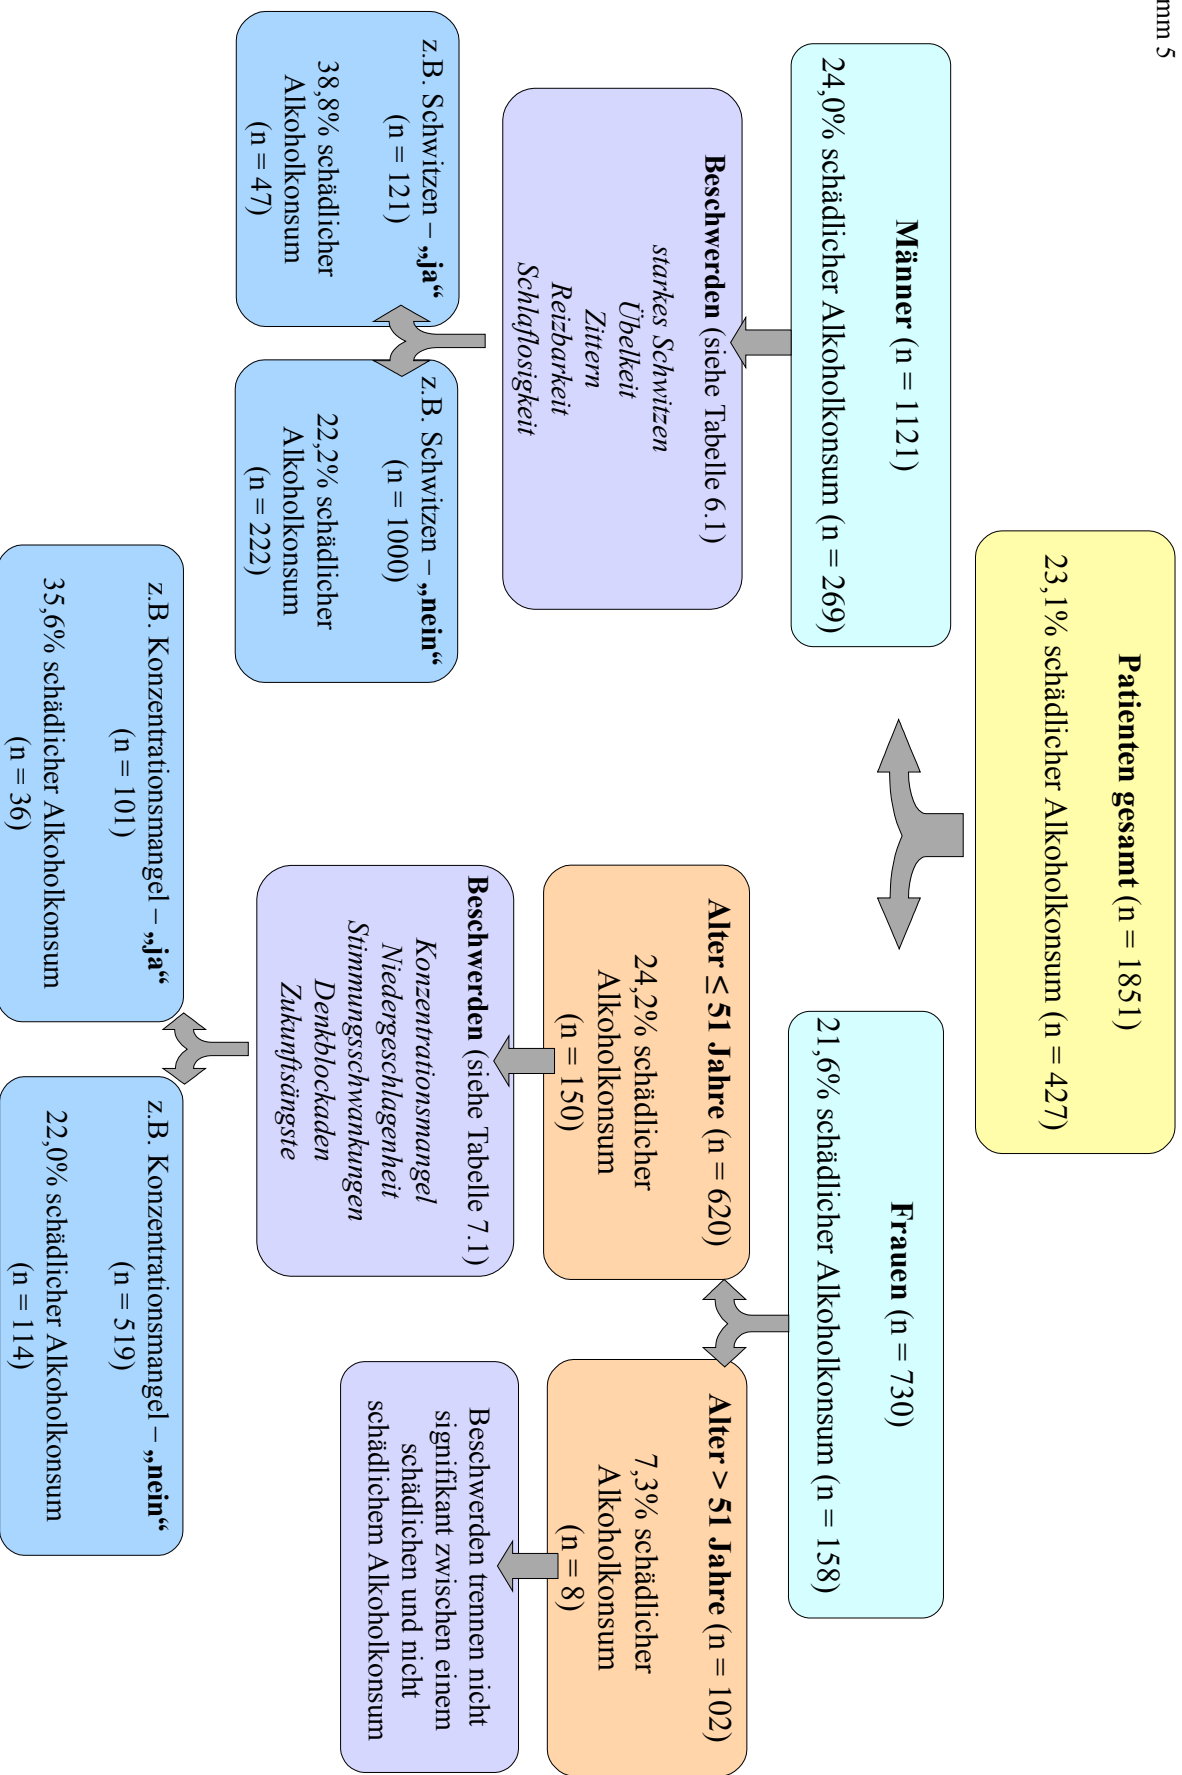 mm 5
Patienten gesamt (n = 1851)
23,1% schädlicher Alkoholkonsum (n = 427)
Männer (n = 1121)
24,0% schädlicher Alkoholkonsum (n = 269)
Frauen (n = 730)
21,6% schädlicher Alkoholkonsum (n = 158)
Beschwerden (siehe Tabelle 6.1)
starkes Schwitzen
Übelkeit
Zittern
Reizbarkeit
Schlaflosigkeit
Alter ≤ 51 Jahre (n = 620)
24,2% schädlicher
Alkoholkonsum
(n = 150)
Alter > 51 Jahre (n = 102)
7,3% schädlicher
Alkoholkonsum
(n = 8)
z.B. Schwitzen – „ja“
(n = 121)
38,8% schädlicher
Alkoholkonsum
(n = 47)
z.B. Schwitzen – „nein“
(n = 1000)
22,2% schädlicher
Alkoholkonsum
(n = 222)
Beschwerden (siehe Tabelle 7.1)
Konzentrationsmangel
Niedergeschlagenheit
Stimmungsschwankungen
Denkblockaden
Zukunftsängste
Beschwerden trennen nicht
signifikant zwischen einem
schädlichen und nicht
schädlichem Alkoholkonsum
z.B. Konzentrationsmangel – „ja“
(n = 101)
35,6% schädlicher Alkoholkonsum
(n = 36)
z.B. Konzentrationsmangel – „nein“
(n = 519)
22,0% schädlicher Alkoholkonsum
(n = 114)